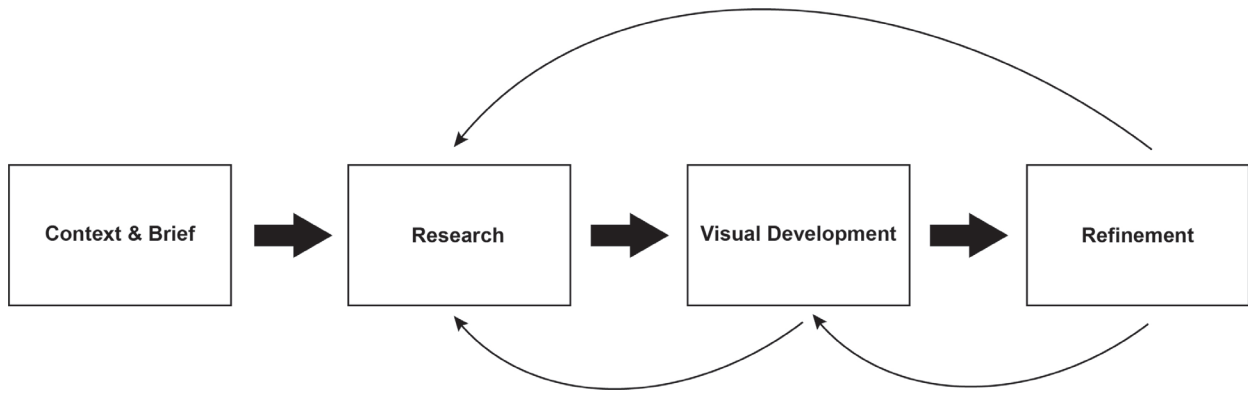 Context & Brief
Research
Visual Development
Refinement